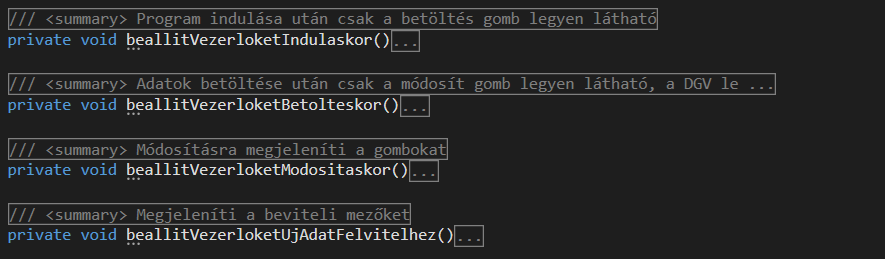 /// <summary> Program indulása után csak a betöltés gomb legyen látható
private void beallitVezerloketIndulaskor()...
/// <summary> Adatok betöltése után csak a módosít gomb legyen látható, a DGV le ...
private void beallitVezerloketBetolteskor()...
/// <summary> Módosításra megjeleníti a gombokat
private void beallitVezerloketModositaskor()...
/// <summary> Megjeleníti a beviteli mezőket
private void beallitVezerloketUjAdatFelvitelhez()...